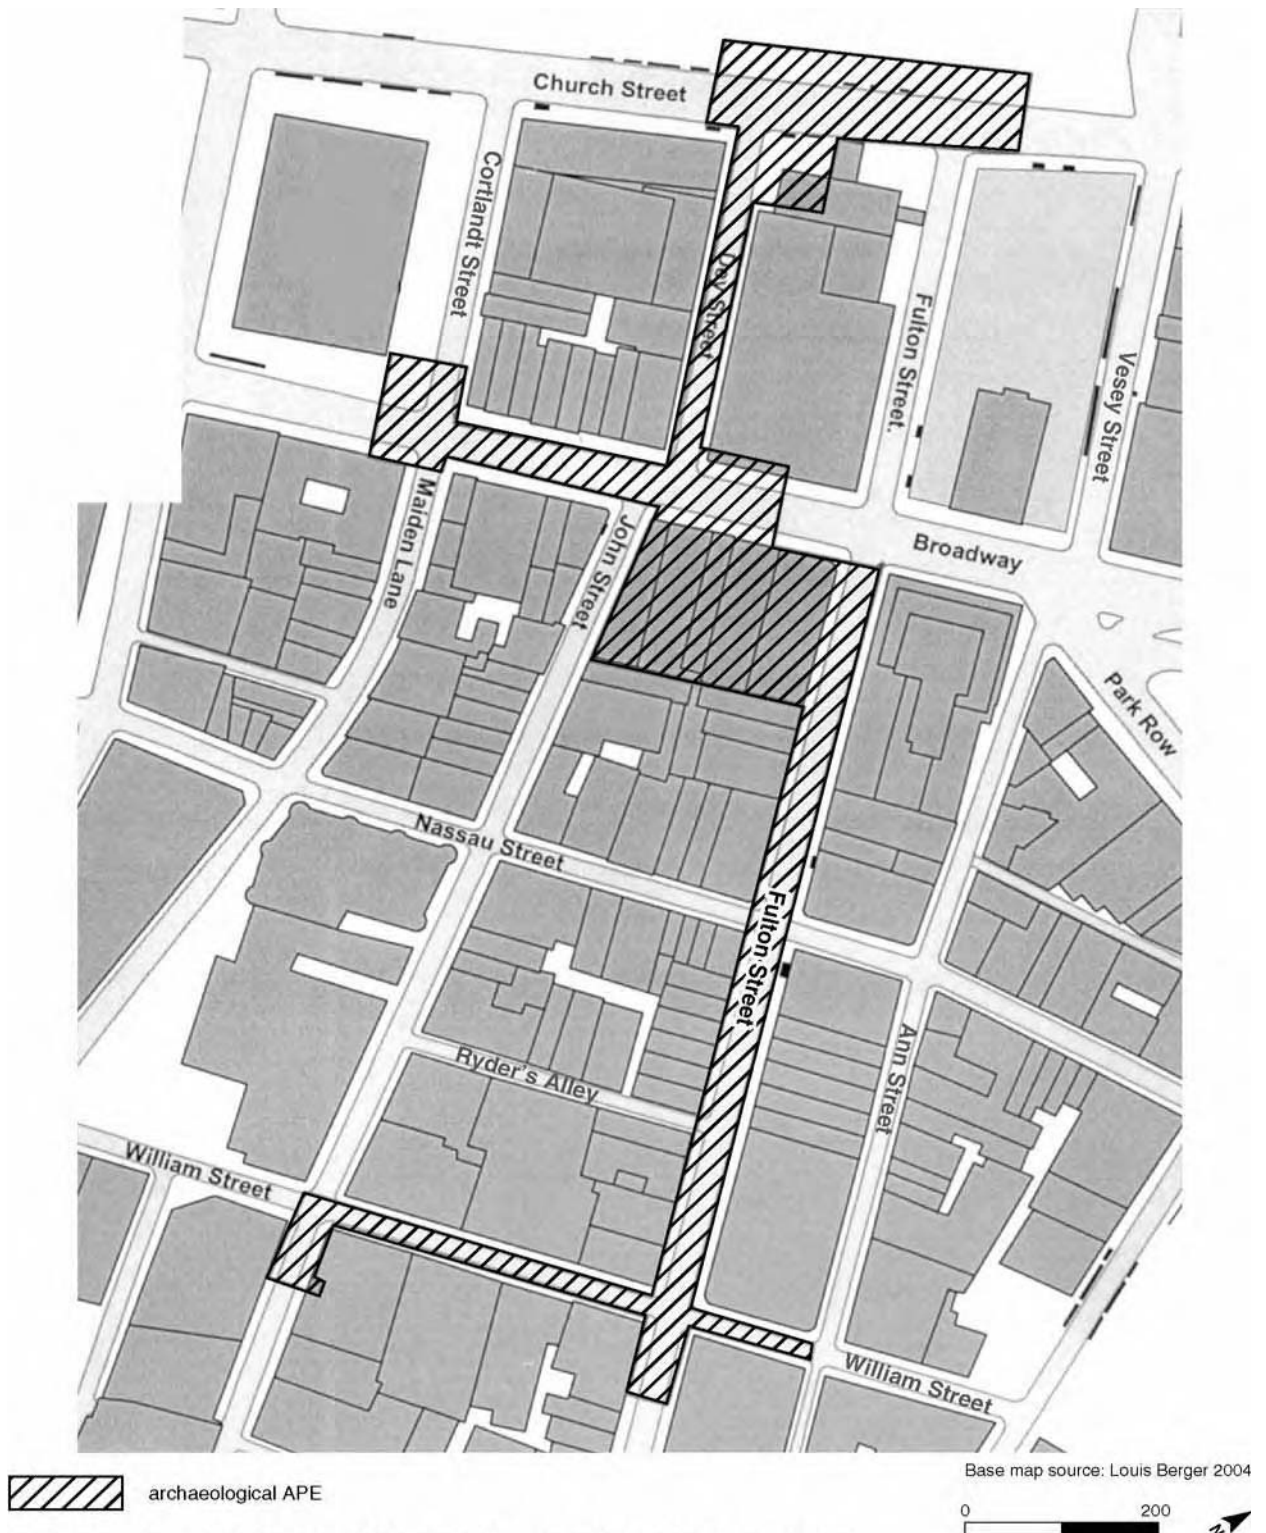 Church Street
Cortlandt Street
Dey Street
Fulton Street.
Vesey Street
Maiden Lane
John Street
Broadway
Park Row
Nassau Street
Fulton Street
Ann Street
Ryder's Alley
William Street
William Street
Base map source: Louis Berger 2004
archaeological APE
0 200
N